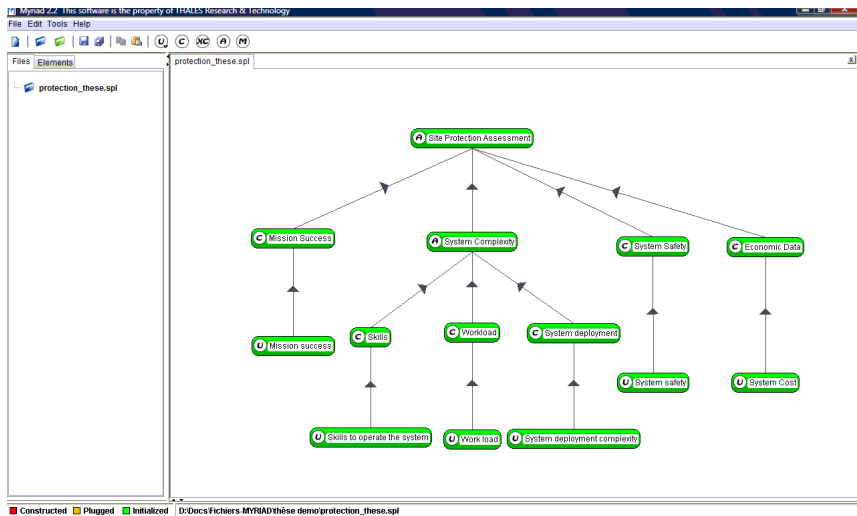 Myriad 2.2 This software is the property of THALES Research & Technology
File Edit Tools Help
U C XC A M
Files Elements
protection_these.spl
protection_these.spl
A Site Protection Assessment
C Mission Success
A System Complexity
C System Safety
C Economic Data
C Skills
C Workload
C System deployment
U Mission success
U System safety
U System Cost
U Skills to operate the system
U Work load
U System deployment complexity
Constructed Plugged Initialized D:\Docs\Fichiers-MYRIAD\thèse demo\protection_these.spl